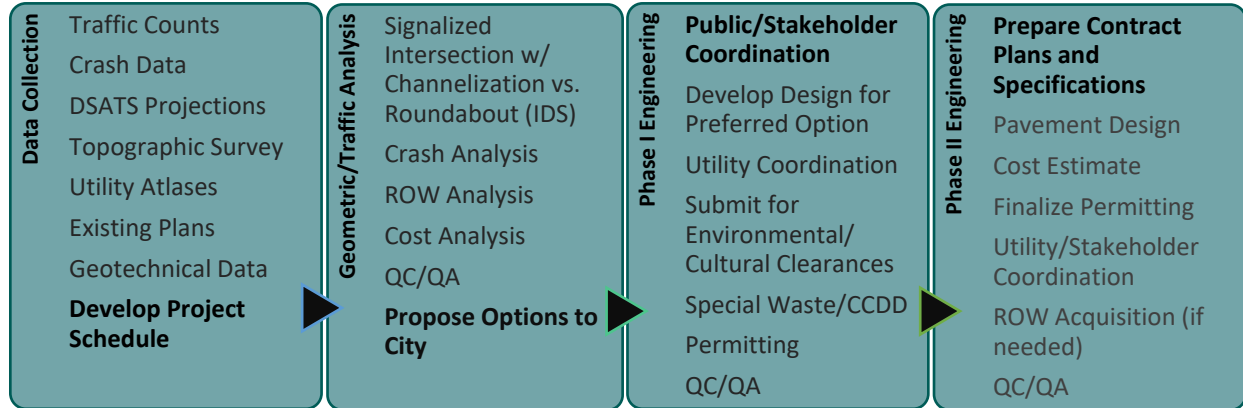 Data Collection
Traffic Counts
Crash Data
DSATS Projections
Topographic Survey
Utility Atlases
Existing Plans
Geotechnical Data
Develop Project
Schedule
Geometric/Traffic Analysis
Signalized
Intersection w/
Channelization vs.
Roundabout (IDS)
Crash Analysis
ROW Analysis
Cost Analysis
QC/QA
Propose Options to
City
Phase I Engineering
Public/Stakeholder
Coordination
Develop Design for
Preferred Option
Utility Coordination
Submit for
Environmental/
Cultural Clearances
Special Waste/CCDD
Permitting
QC/QA
Phase II Engineering
Prepare Contract
Plans and
Specifications
Pavement Design
Cost Estimate
Finalize Permitting
Utility/Stakeholder
Coordination
ROW Acquisition (if
needed)
QC/QA